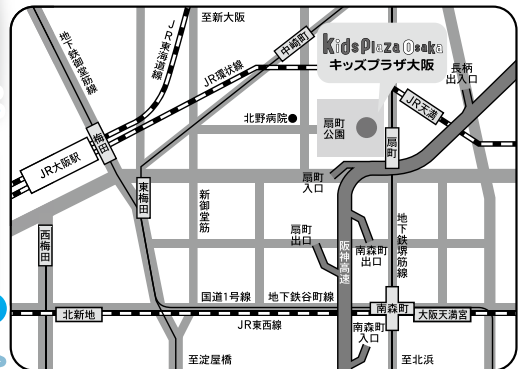 至新大阪
地下鉄御堂筋線
JR東海道線
JR環状線
中崎町
Kids Plaza Osaka
キッズプラザ大阪
長柄
出入口
JR天満
北野病院
扇町
公園
扇町
梅田
JR大阪駅
東梅田
新御堂筋
扇町
入口
西梅田
扇町
出口
阪神高速
南森町
出口
地下鉄堺筋線
国道1号線
地下鉄谷町線
南森町
北新地
大阪天満宮
JR東西線
南森町
入口
至淀屋橋
至北浜